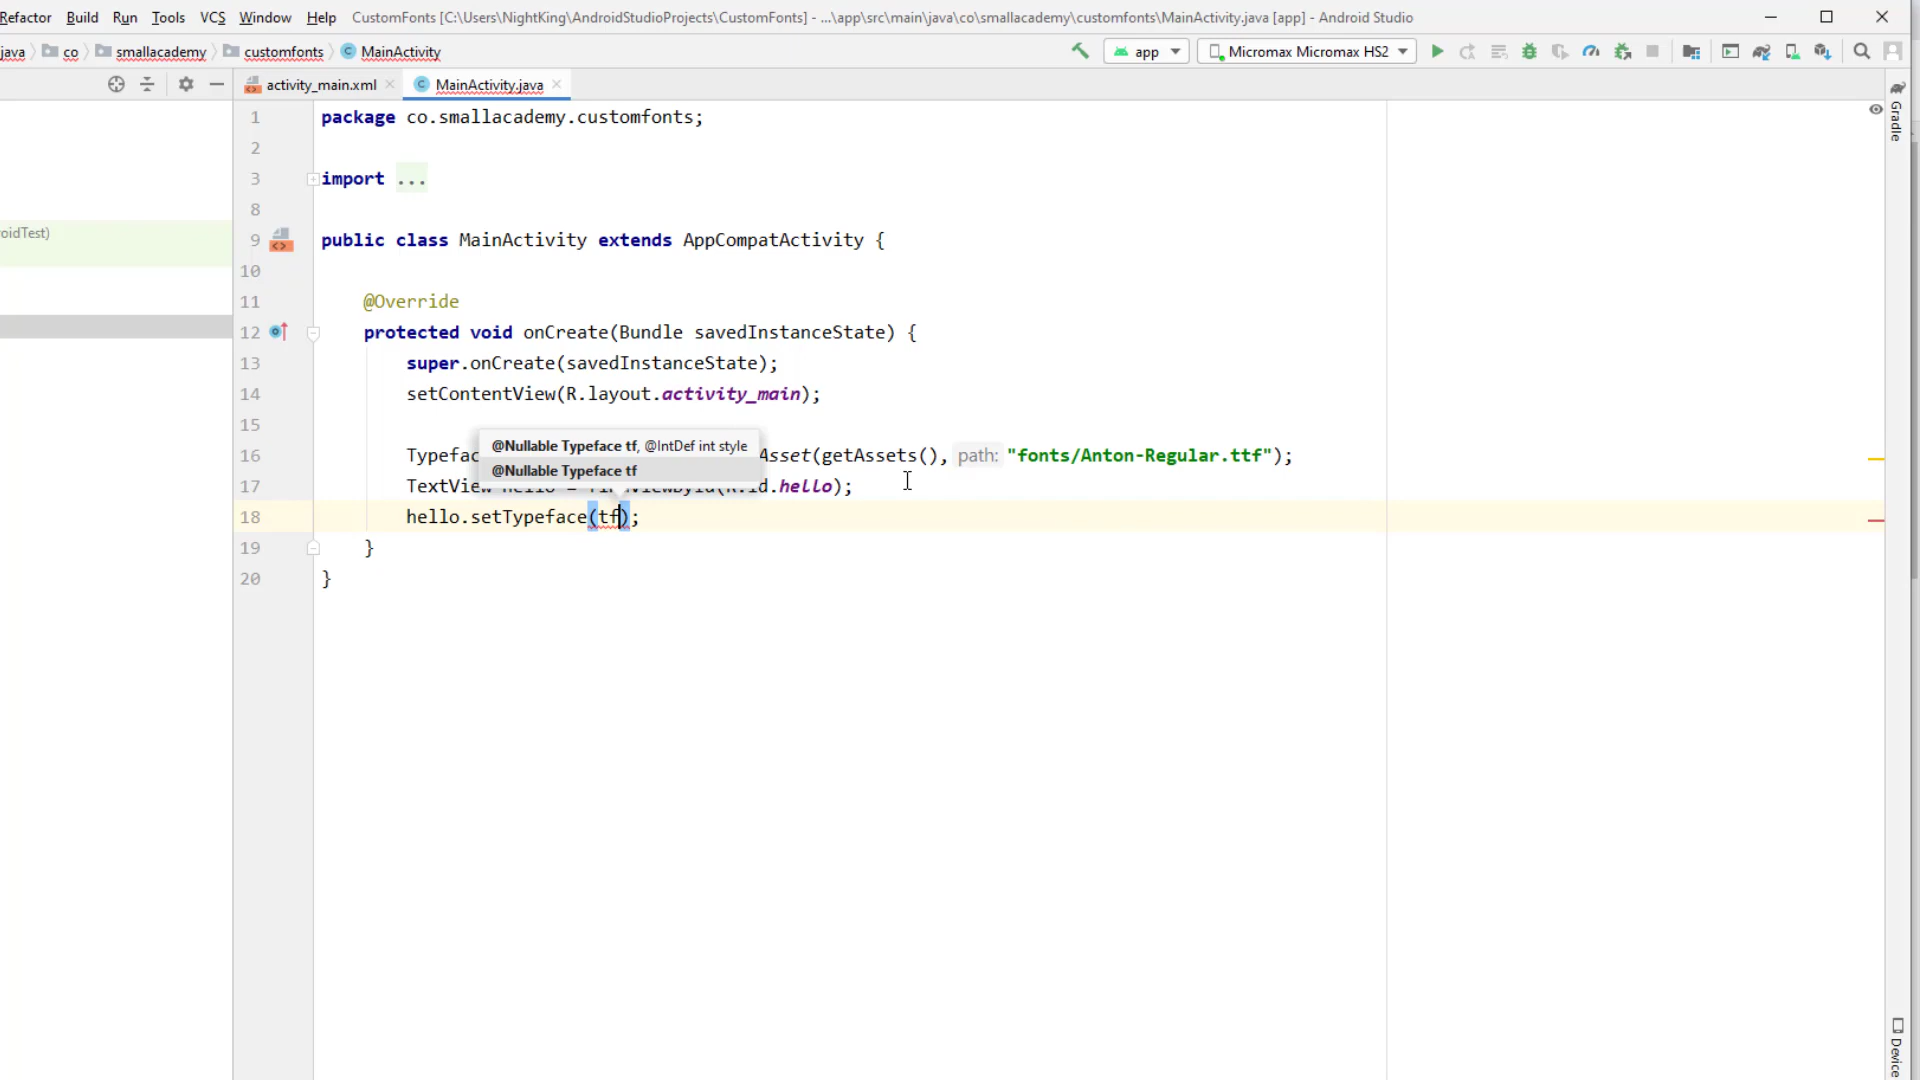 Refactor Build Run Tools VCS Window Help CustomFonts [C:\Users\NightKing\AndroidStudioProjects\CustomFonts] - ...\app\src\main\java\co\smallacademy\customfonts\MainActivity.java [app] - Android Studio
java co smallacademy customfonts MainActivity app Micromax Micromax HS2
activity_main.xml MainActivity.java
Gradle
1 package co.smallacademy.customfonts;
2
3 import ...
8
oidTest)
9 public class MainActivity extends AppCompatActivity {
10
11 @Override
12 protected void onCreate(Bundle savedInstanceState) {
13 super.onCreate(savedInstanceState);
14 setContentView(R.layout.activity_main);
15
@Nullable Typeface tf, @IntDef int style
@Nullable Typeface tf
16 Typefac Asset(getAssets(), path: "fonts/Anton-Regular.ttf");
17 TextView hello = findViewById(R.id.hello);
18 hello.setTypeface(tf);
19 }
20 }
Device